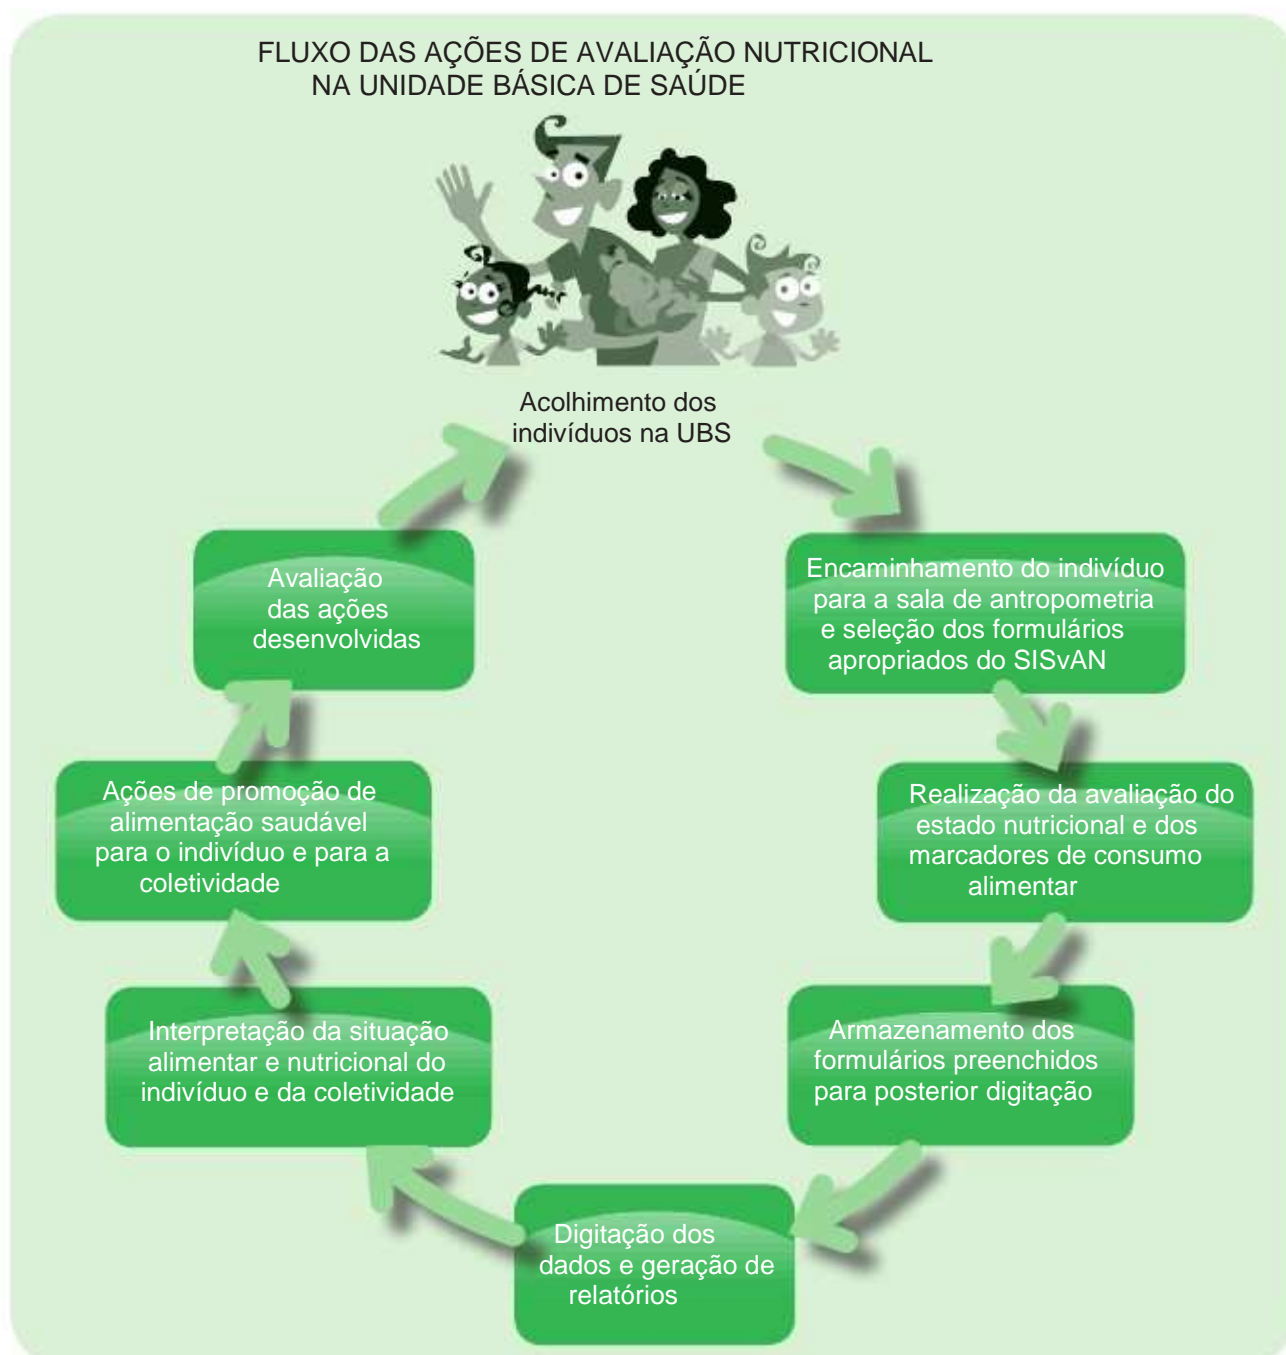 FLUXO DAS AÇÕES DE AVALIAÇÃO NUTRICIONAL
NA UNIDADE BÁSICA DE SAÚDE
Acolhimento dos
indivíduos na UBS
Encaminhamento do indivíduo
para a sala de antropometria
e seleção dos formulários
apropriados do SISvAN
Realização da avaliação do
estado nutricional e dos
marcadores de consumo
alimentar
Armazenamento dos
formulários preenchidos
para posterior digitação
Digitação dos
dados e geração de
relatórios
Interpretação da situação
alimentar e nutricional do
indivíduo e da coletividade
Ações de promoção de
alimentação saudável
para o indivíduo e para a
coletividade
Avaliação
das ações
desenvolvidas